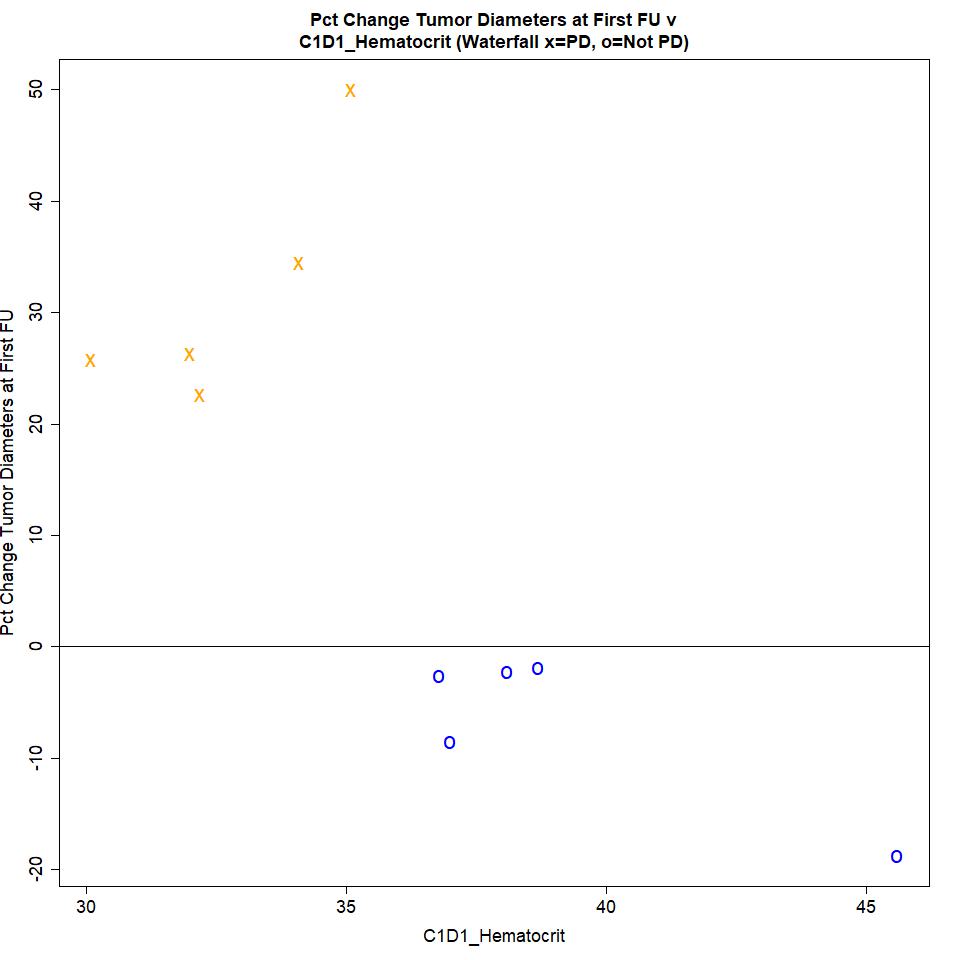 Pct Change Tumor Diameters at First FU v
C1D1_Hematocrit (Waterfall x=PD, o=Not PD)
Pct Change Tumor Diameters at First FU
50
40
30
20
10
0
-10
-20
X
X
X
X
X
O
O
O
O
O
30
35
40
45
C1D1_Hematocrit